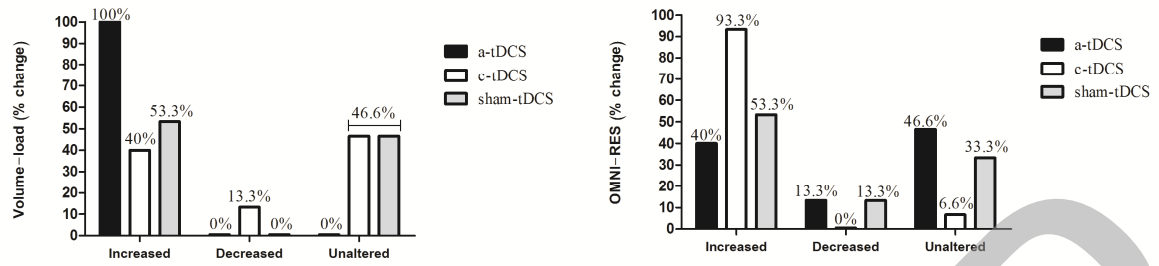 Volume–load (% change)
100
90
80
70
60
50
40
30
20
10
0
100%
40%
53.3%
0%
13.3%
0%
0%
46.6%
Increased
Decreased
Unaltered
a-tDCS
c-tDCS
sham-tDCS
OMNI–RES (% change)
100
90
80
70
60
50
40
30
20
10
0
40%
93.3%
53.3%
13.3%
0%
13.3%
46.6%
6.6%
33.3%
Increased
Decreased
Unaltered
a-tDCS
c-tDCS
sham-tDCS